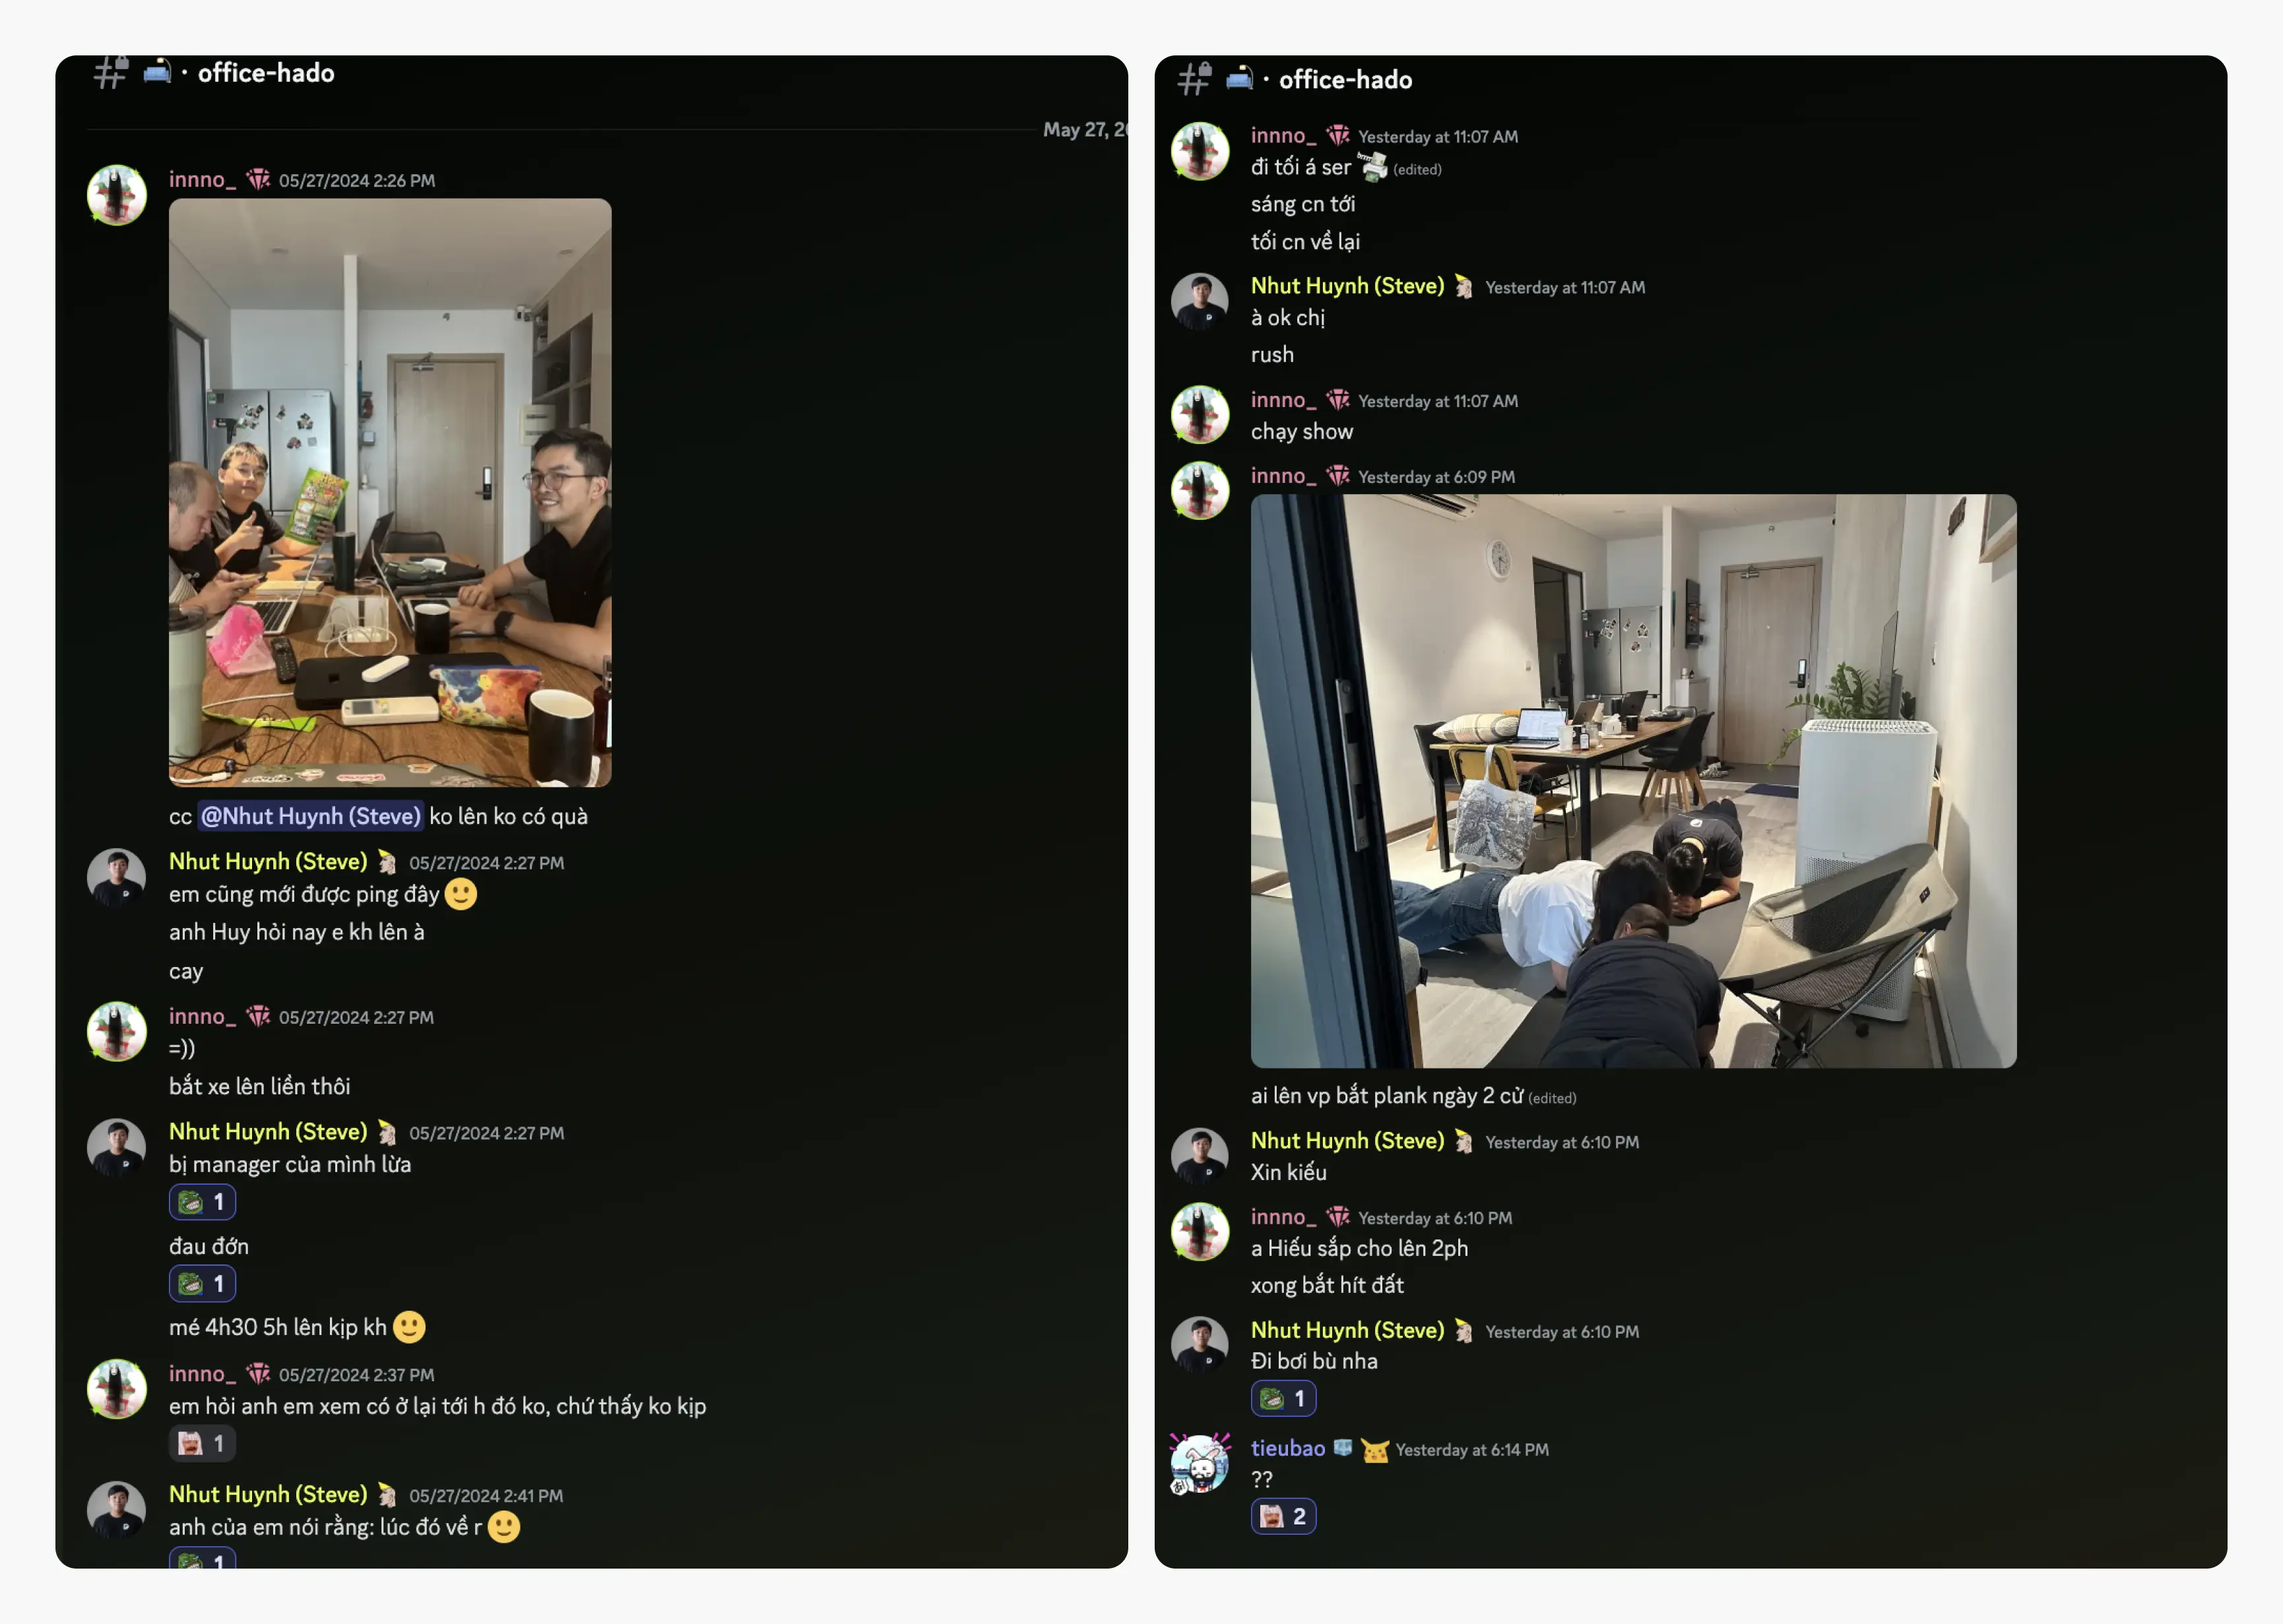 office-hado
May 27, 20
innno_ 05/27/2024 2:26 PM
cc @Nhut Huynh (Steve) ko lên ko có quà
Nhut Huynh (Steve) 05/27/2024 2:27 PM
em cũng mới được ping đây
anh Huy hỏi nay e kh lên à
cay
innno_ 05/27/2024 2:27 PM
=))
bắt xe lên liền thôi
Nhut Huynh (Steve) 05/27/2024 2:27 PM
bị manager của mình lừa
1
đau đớn
1
mé 4h30 5h lên kịp kh
innno_ 05/27/2024 2:37 PM
em hỏi anh em xem có ở lại tới h đó ko, chứ thấy ko kịp
1
Nhut Huynh (Steve) 05/27/2024 2:41 PM
anh của em nói rằng: lúc đó về r
1
office-hado
innno_ Yesterday at 11:07 AM
đi tối á ser (edited)
sáng cn tới
tối cn về lại
Nhut Huynh (Steve) Yesterday at 11:07 AM
à ok chị
rush
innno_ Yesterday at 11:07 AM
chạy show
innno_ Yesterday at 6:09 PM
ai lên vp bắt plank ngày 2 cử (edited)
Nhut Huynh (Steve) Yesterday at 6:10 PM
Xin kiếu
innno_ Yesterday at 6:10 PM
a Hiếu sắp cho lên 2ph
xong bắt hít đất
Nhut Huynh (Steve) Yesterday at 6:10 PM
Đi bơi bù nha
1
tieubao Yesterday at 6:14 PM
??
2